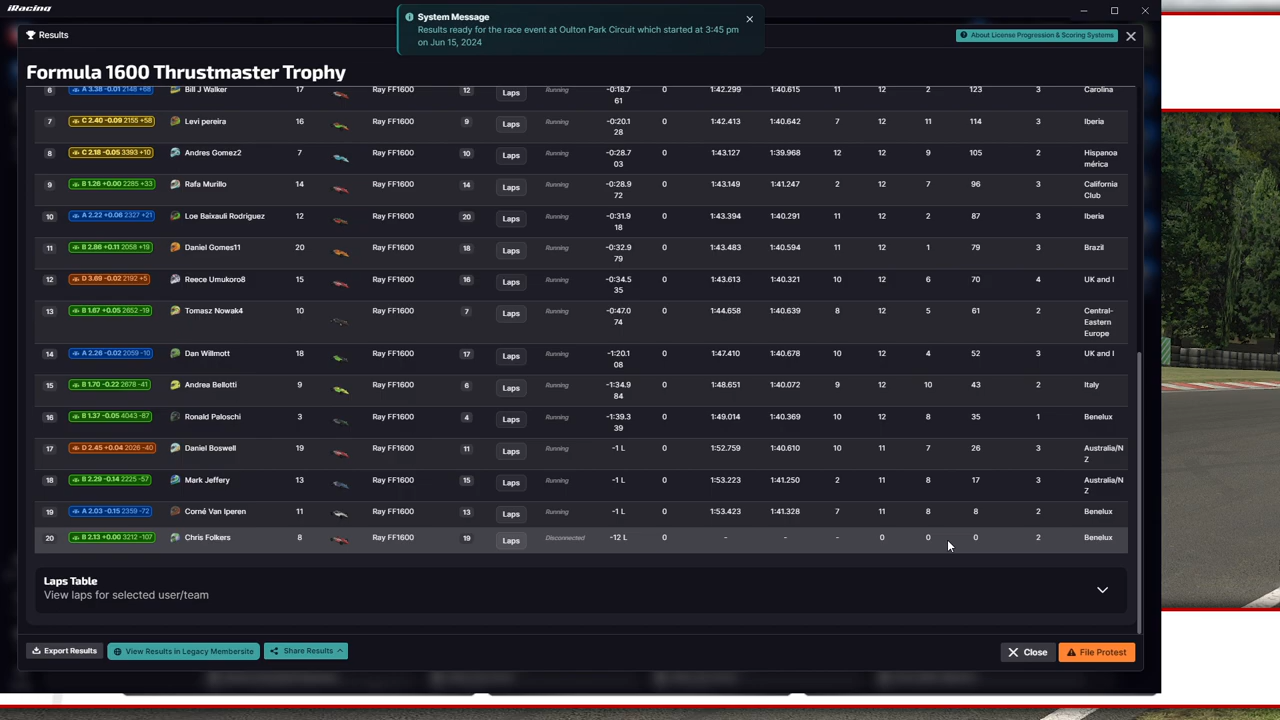 iRacing
System Message
Results ready for the race event at Oulton Park Circuit which started at 3:45 pm
on Jun 15, 2024
Results
About License Progression & Scoring Systems
Formula 1600 Thrustmaster Trophy
6 A 3.38 -0.01 2148 +68 Bill J Walker 17 Ray FF1600 12 Laps Running -0:18.7 0 1:42.299 1:40.615 11 12 2 123 3 Carolina
61
7 C 2.40 -0.09 2155 +58 Levi pereira 16 Ray FF1600 9 Laps Running -0:20.1 0 1:42.413 1:40.642 7 12 11 114 3 Iberia
28
8 C 2.18 -0.05 3393 +10 Andres Gomez2 7 Ray FF1600 10 Laps Running -0:28.7 0 1:43.127 1:39.968 12 12 9 105 2 Hispanoa
03 mérica
9 B 1.26 +0.00 2285 +33 Rafa Murillo 14 Ray FF1600 14 Laps Running -0:28.9 0 1:43.149 1:41.247 2 12 7 96 3 California
72 Club
10 A 2.22 +0.06 2327 +21 Loe Baixauli Rodriguez 12 Ray FF1600 20 Laps Running -0:31.9 0 1:43.394 1:40.291 11 12 2 87 3 Iberia
18
11 B 2.86 +0.11 2058 +19 Daniel Gomes11 20 Ray FF1600 18 Laps Running -0:32.9 0 1:43.483 1:40.594 11 12 1 79 3 Brazil
79
12 D 3.69 -0.02 2192 +5 Reece Umukoro8 15 Ray FF1600 16 Laps Running -0:34.5 0 1:43.613 1:40.321 10 12 6 70 4 UK and I
35
13 B 1.67 +0.05 2652 -19 Tomasz Nowak4 10 Ray FF1600 7 Laps Running -0:47.0 0 1:44.658 1:40.639 8 12 5 61 2 Central-
74 Eastern
Europe
14 A 2.26 -0.02 2059 -10 Dan Willmott 18 Ray FF1600 17 Laps Running -1:20.1 0 1:47.410 1:40.678 10 12 4 52 3 UK and I
08
15 B 1.70 -0.22 2678 -41 Andrea Bellotti 9 Ray FF1600 6 Laps Running -1:34.9 0 1:48.651 1:40.072 9 12 10 43 2 Italy
84
16 B 1.37 -0.05 4043 -87 Ronald Paloschi 3 Ray FF1600 4 Laps Running -1:39.3 0 1:49.014 1:40.369 10 12 8 35 1 Benelux
39
17 D 2.45 +0.04 2026 -40 Daniel Boswell 19 Ray FF1600 11 Laps Running -1 L 0 1:52.759 1:40.610 11 11 7 26 3 Australia/N
Z
18 B 2.29 -0.14 2225 -57 Mark Jeffery 13 Ray FF1600 15 Laps Running -1 L 0 1:53.223 1:41.250 2 11 8 17 3 Australia/N
Z
19 A 2.03 -0.15 2359 -72 Corné Van Iperen 11 Ray FF1600 13 Laps Running -1 L 0 1:53.423 1:41.328 7 11 8 8 2 Benelux
20 B 2.13 +0.00 3212 -107 Chris Folkers 8 Ray FF1600 19 Laps Disconnected -12 L 0 - - - 0 0 0 2 Benelux
Laps Table
View laps for selected user/team
Export Results
View Results in Legacy Membersite
Share Results
Close
File Protest